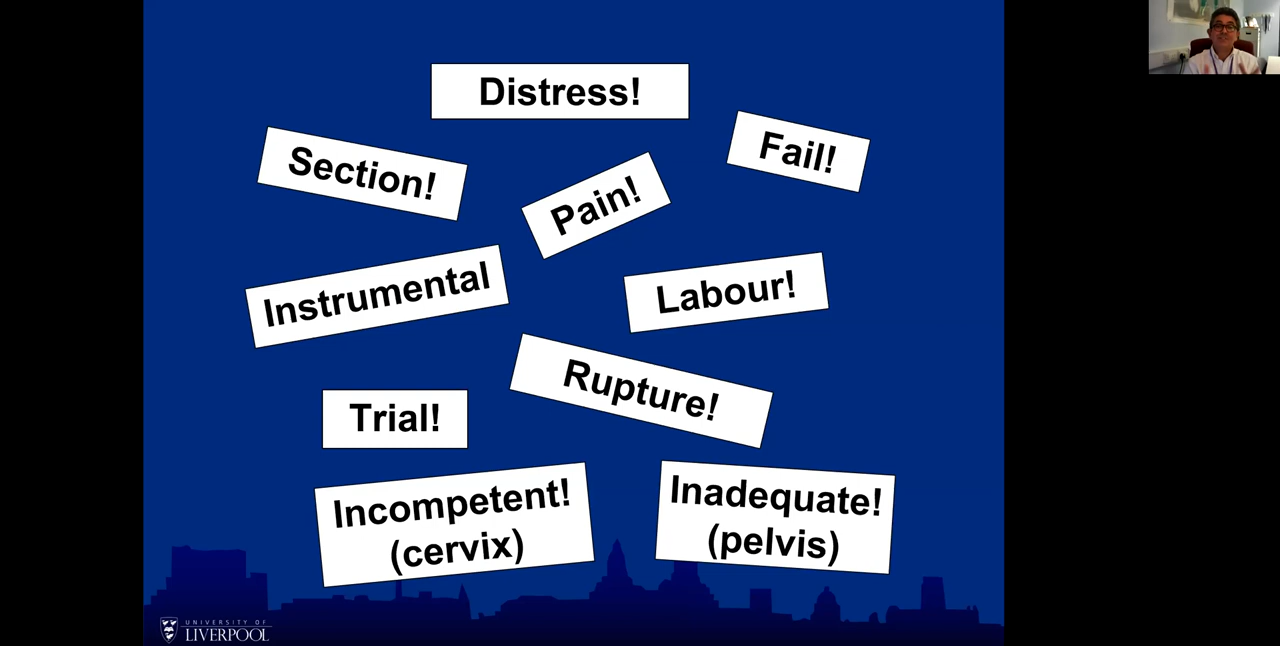 Distress!
Fail!
Section!
Pain!
Instrumental
Labour!
Rupture!
Trial!
Incompetent!
(cervix)
Inadequate!
(pelvis)
UNIVERSITY OF
LIVERPOOL